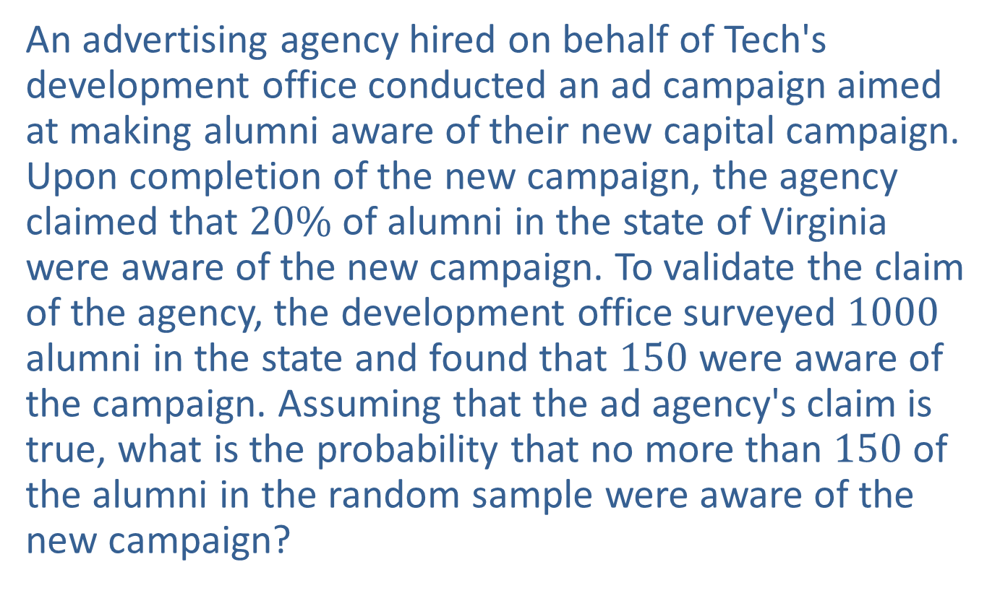 An advertising agency hired on behalf of Tech's
development office conducted an ad campaign aimed
at making alumni aware of their new capital campaign.
Upon completion of the new campaign, the agency
claimed that 20% of alumni in the state of Virginia
were aware of the new campaign. To validate the claim
of the agency, the development office surveyed 1000
alumni in the state and found that 150 were aware of
the campaign. Assuming that the ad agency's claim is
true, what is the probability that no more than 150 of
the alumni in the random sample were aware of the
new campaign?